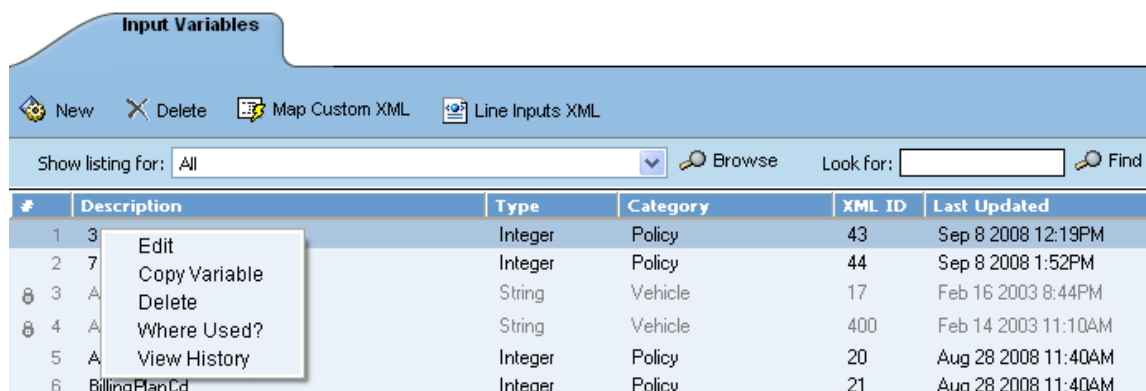 Input Variables
New Delete Map Custom XML Line Inputs XML
Show listing for: All Browse Look for: Find
# Description Type Category XML ID Last Updated
1 3 Integer Policy 43 Sep 8 2008 12:19PM
2 7 Integer Policy 44 Sep 8 2008 1:52PM
3 A String Vehicle 17 Feb 16 2003 8:44PM
4 A String Vehicle 400 Feb 14 2003 11:10AM
5 A Integer Policy 20 Aug 28 2008 11:40AM
6 BillingPlanCd Integer Policy 21 Aug 28 2008 11:40AM
Edit
Copy Variable
Delete
Where Used?
View History